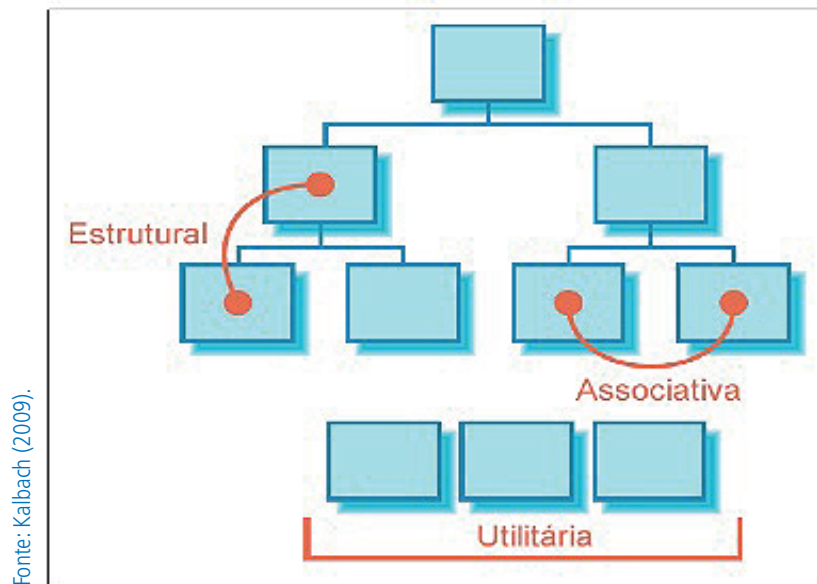 Estrutural
Associativa
Utilitária
Fonte: Kalbach (2009).